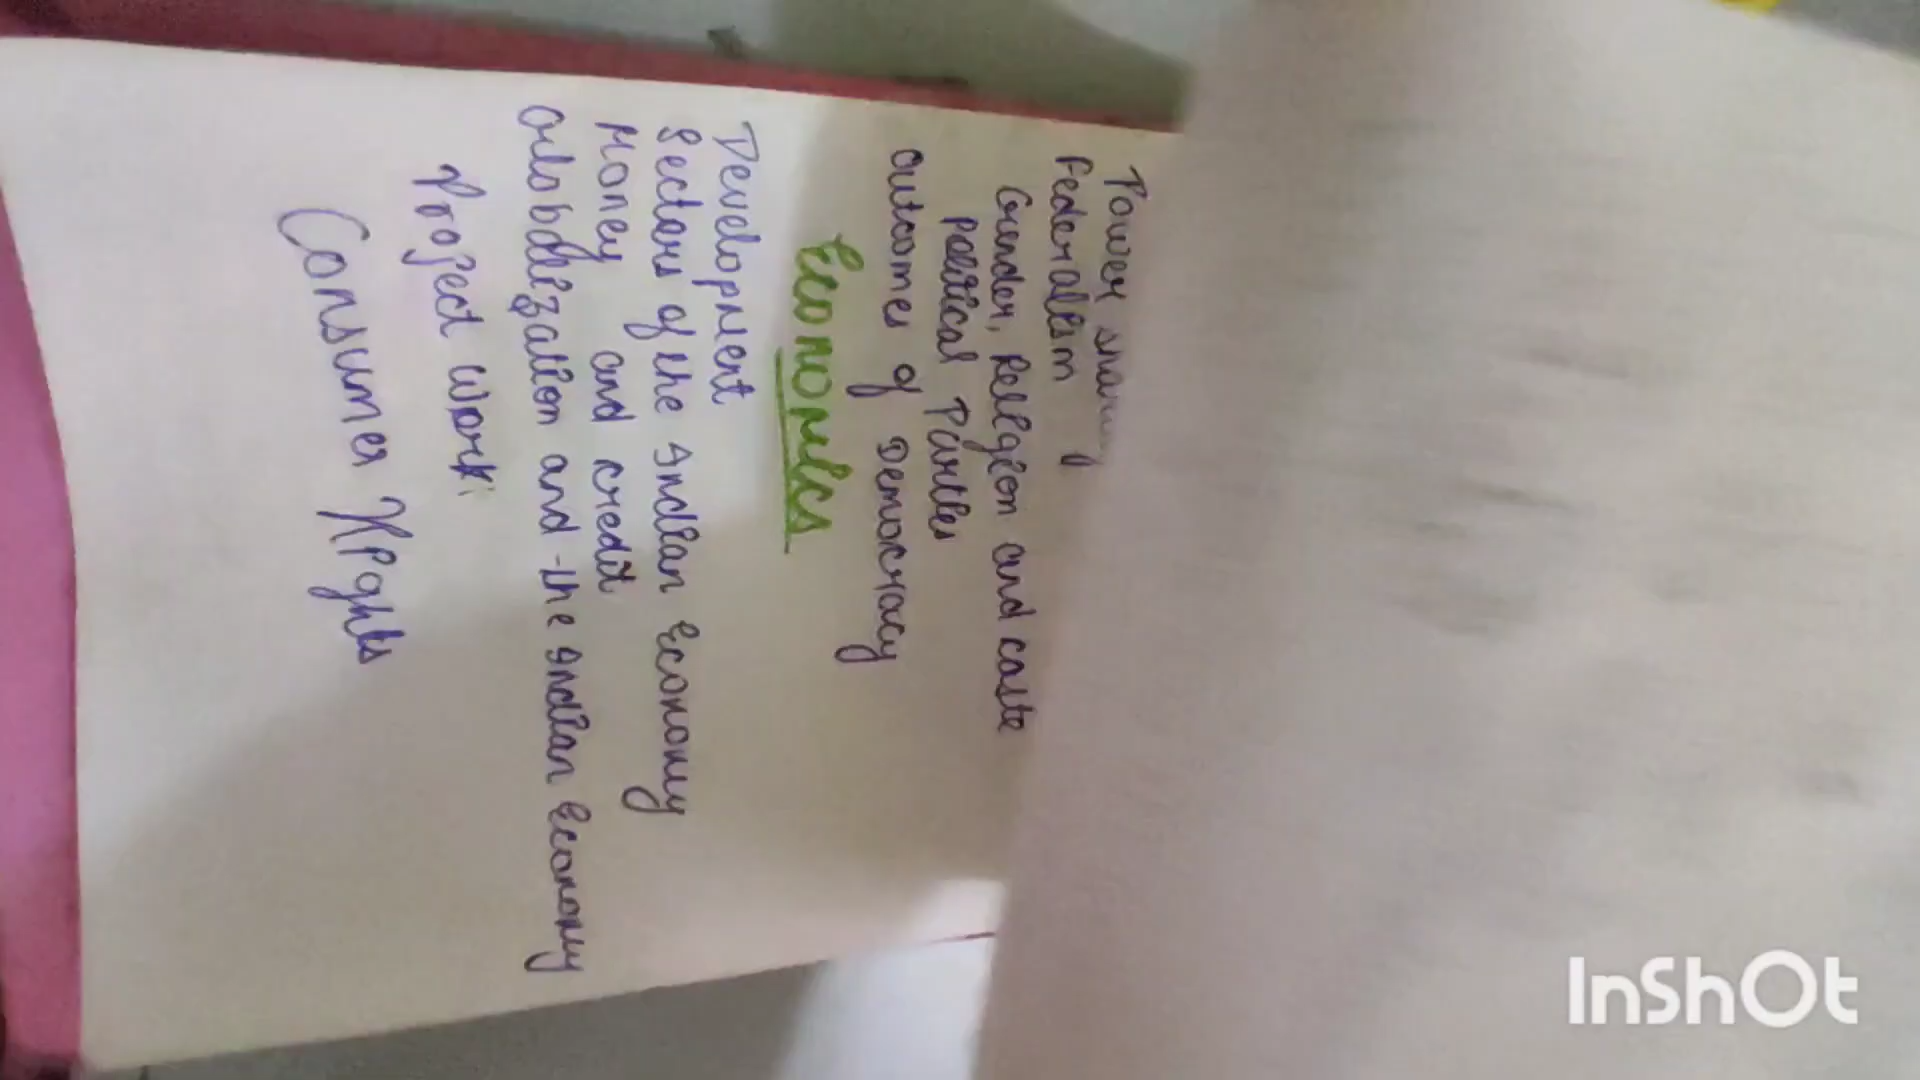 Power sharing
Federalism
Gender, Religion and caste
political Parties
outcomes of Democracy
Economics
Development
Sectors of the Indian Economy
Money and credit
Globalization and the Indian Economy
Project work:
Consumer Rights
InShOt